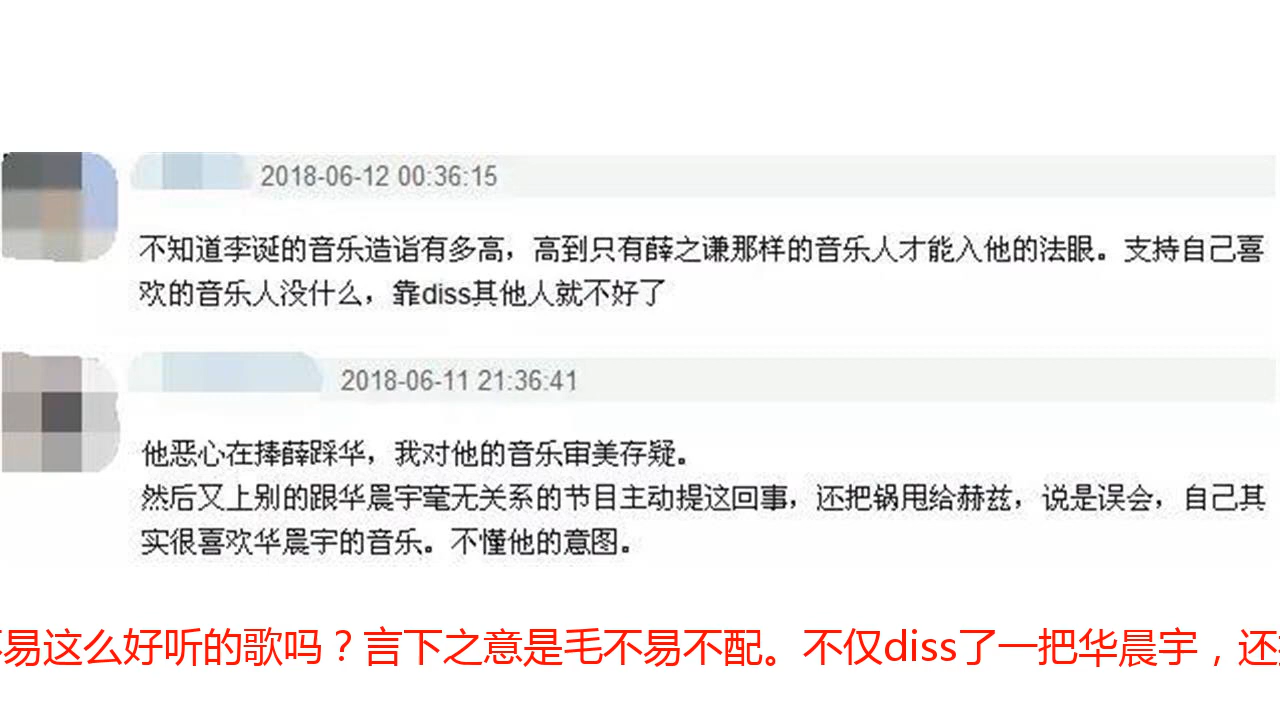 2018-06-12 00:36:15
不知道李诞的音乐造诣有多高，高到只有薛之谦那样的音乐人才能入他的法眼。支持自己喜
欢的音乐人没什么，靠diss其他人就不好了
2018-06-11 21:36:41
他恶心在捧薛踩华，我对他的音乐审美存疑。
然后又上别的跟华晨宇毫无关系的节目主动提这回事，还把锅甩给赫兹，说是误会，自己其
实很喜欢华晨宇的音乐。不懂他的意图。
易这么好听的歌吗？言下之意是毛不易不配。不仅diss了一把华晨宇，还